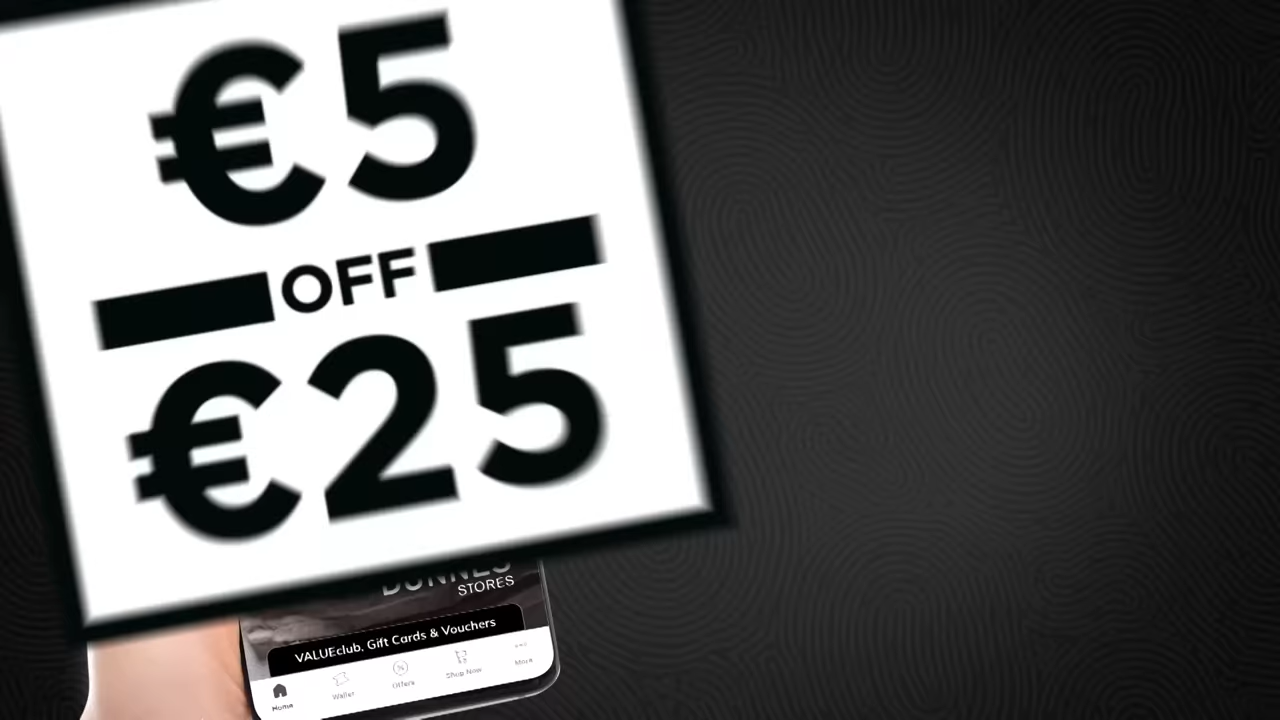 €5
OFF
€25
DUNNES
STORES
VALUEclub. Gift Cards & Vouchers
Home
Wallet
Offers
Shop Now
More